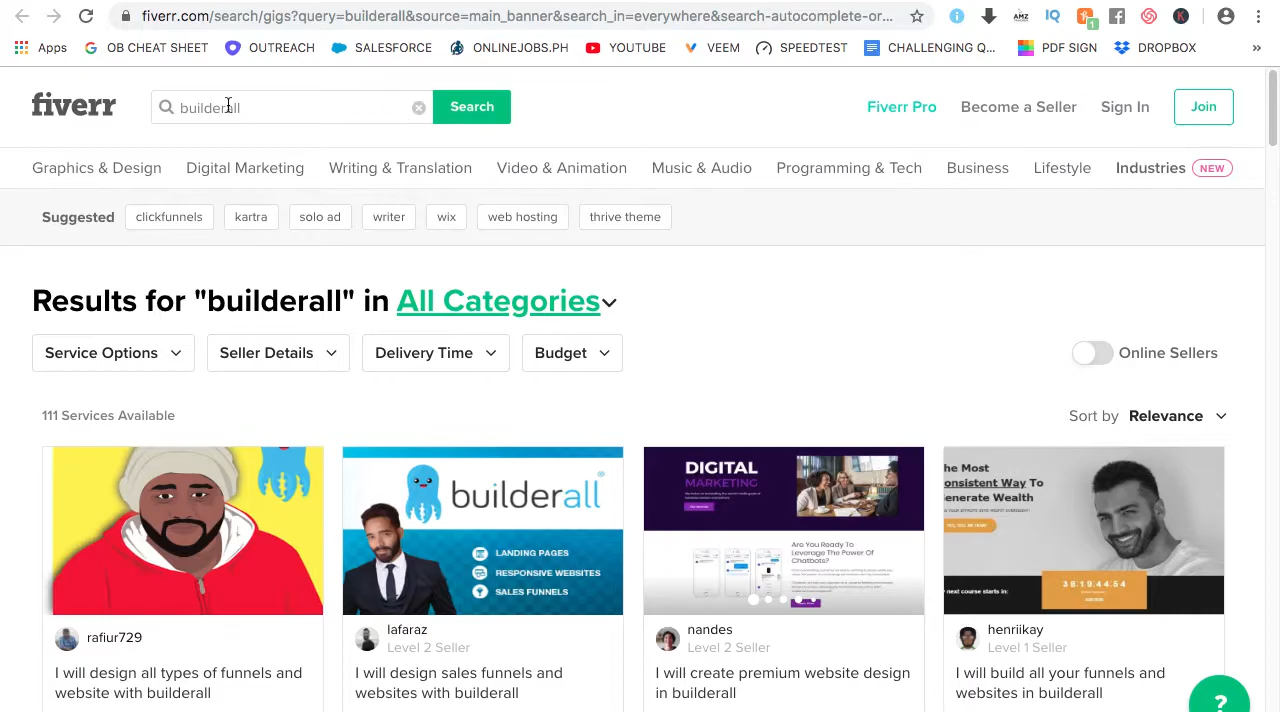 fiverr.com/search/gigs?query=builderall&source=main_banner&search_in=everywhere&search-autocomplete-or...
AMZ
IQ
1
K
Apps
OB CHEAT SHEET
OUTREACH
SALESFORCE
ONLINEJOBS.PH
YOUTUBE
VEEM
SPEEDTEST
CHALLENGING Q...
PDF SIGN
DROPBOX
»
fiverr
builderall
Search
Fiverr Pro
Become a Seller
Sign In
Join
Graphics & Design
Digital Marketing
Writing & Translation
Video & Animation
Music & Audio
Programming & Tech
Business
Lifestyle
Industries NEW
Suggested
clickfunnels
kartra
solo ad
writer
wix
web hosting
thrive theme
Results for "builderall" in All Categories
Service Options
Seller Details
Delivery Time
Budget
Online Sellers
111 Services Available
Sort by Relevance
builderall®
LANDING PAGES
RESPONSIVE WEBSITES
SALES FUNNELS
DIGITAL
MARKETING
Are You Ready To
Leverage The Power Of
Chatbots?
he Most
onsistent Way To
enerate Wealth
38:19:44:54
next course starts in:
rafiur729
I will design all types of funnels and
website with builderall
lafaraz
Level 2 Seller
I will design sales funnels and
websites with builderall
nandes
Level 2 Seller
I will create premium website design
in builderall
henriikay
Level 1 Seller
I will build all your funnels and
websites in builderall
?